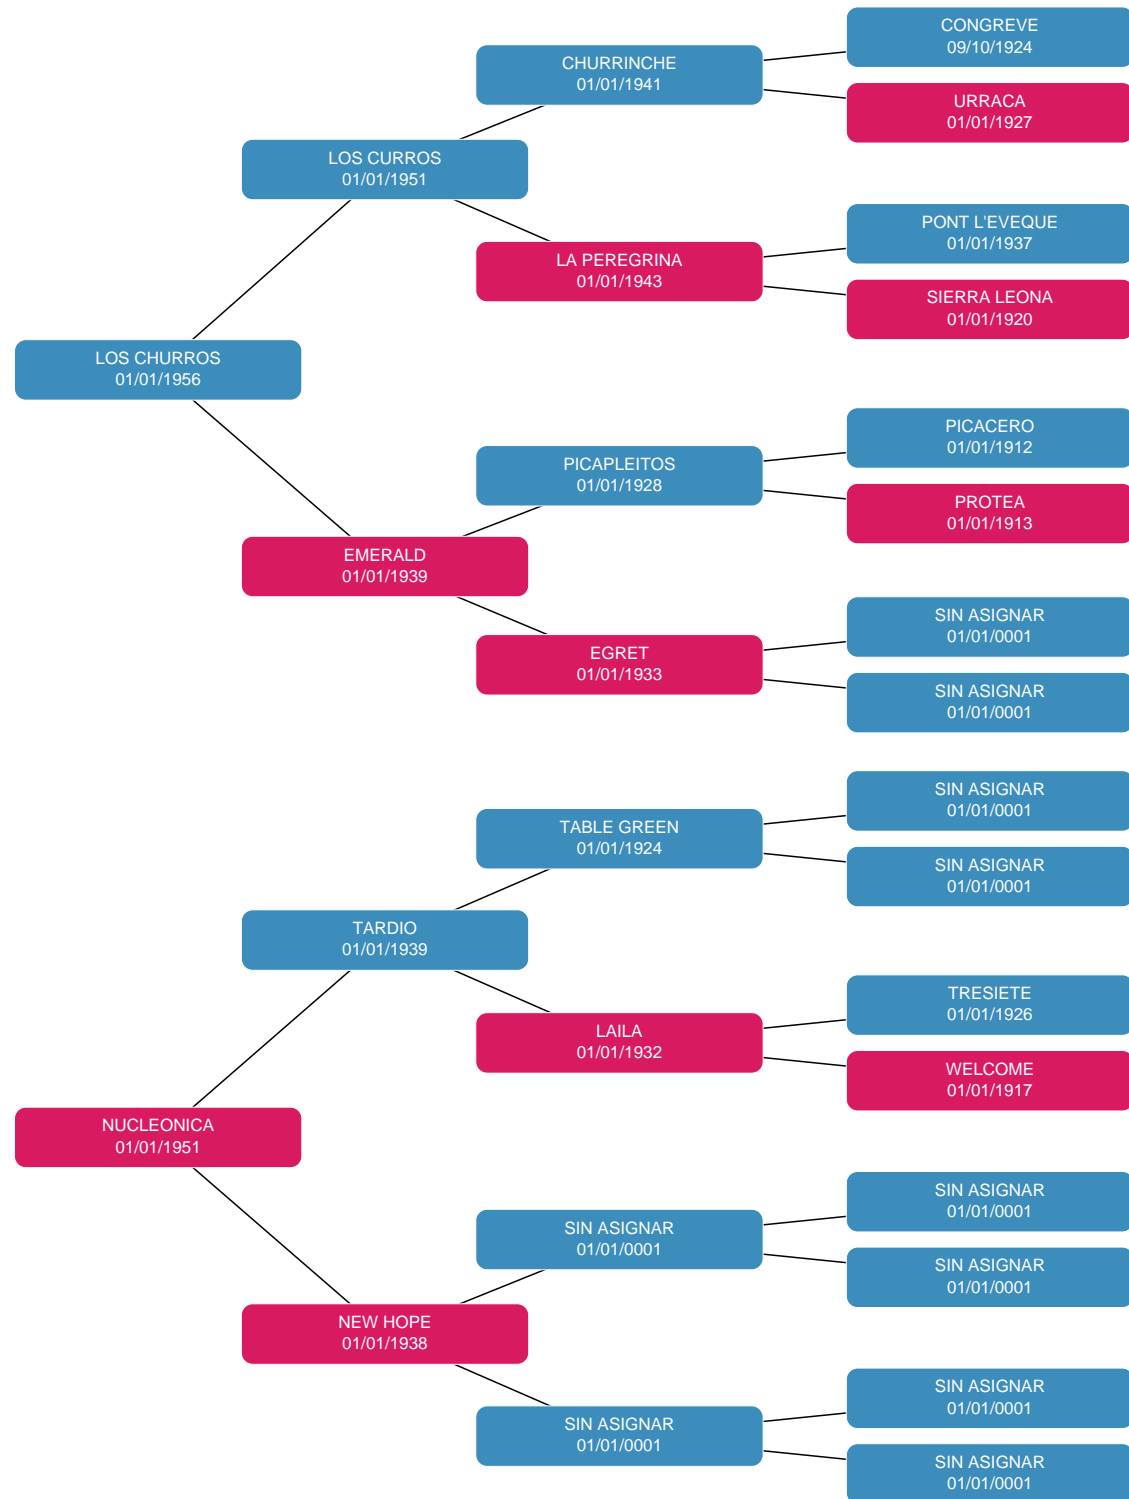 CONGREVE
09/10/1924
CHURRINCHE
01/01/1941
URRACA
01/01/1927
LOS CURROS
01/01/1951
PONT L'EVEQUE
01/01/1937
LA PEREGRINA
01/01/1943
SIERRA LEONA
01/01/1920
LOS CHURROS
01/01/1956
PICACERO
01/01/1912
PICAPLEITOS
01/01/1928
PROTEA
01/01/1913
EMERALD
01/01/1939
SIN ASIGNAR
01/01/0001
EGRET
01/01/1933
SIN ASIGNAR
01/01/0001
SIN ASIGNAR
01/01/0001
TABLE GREEN
01/01/1924
SIN ASIGNAR
01/01/0001
TARDIO
01/01/1939
TRESIETE
01/01/1926
LAILA
01/01/1932
WELCOME
01/01/1917
NUCLEONICA
01/01/1951
SIN ASIGNAR
01/01/0001
SIN ASIGNAR
01/01/0001
SIN ASIGNAR
01/01/0001
NEW HOPE
01/01/1938
SIN ASIGNAR
01/01/0001
SIN ASIGNAR
01/01/0001
SIN ASIGNAR
01/01/0001